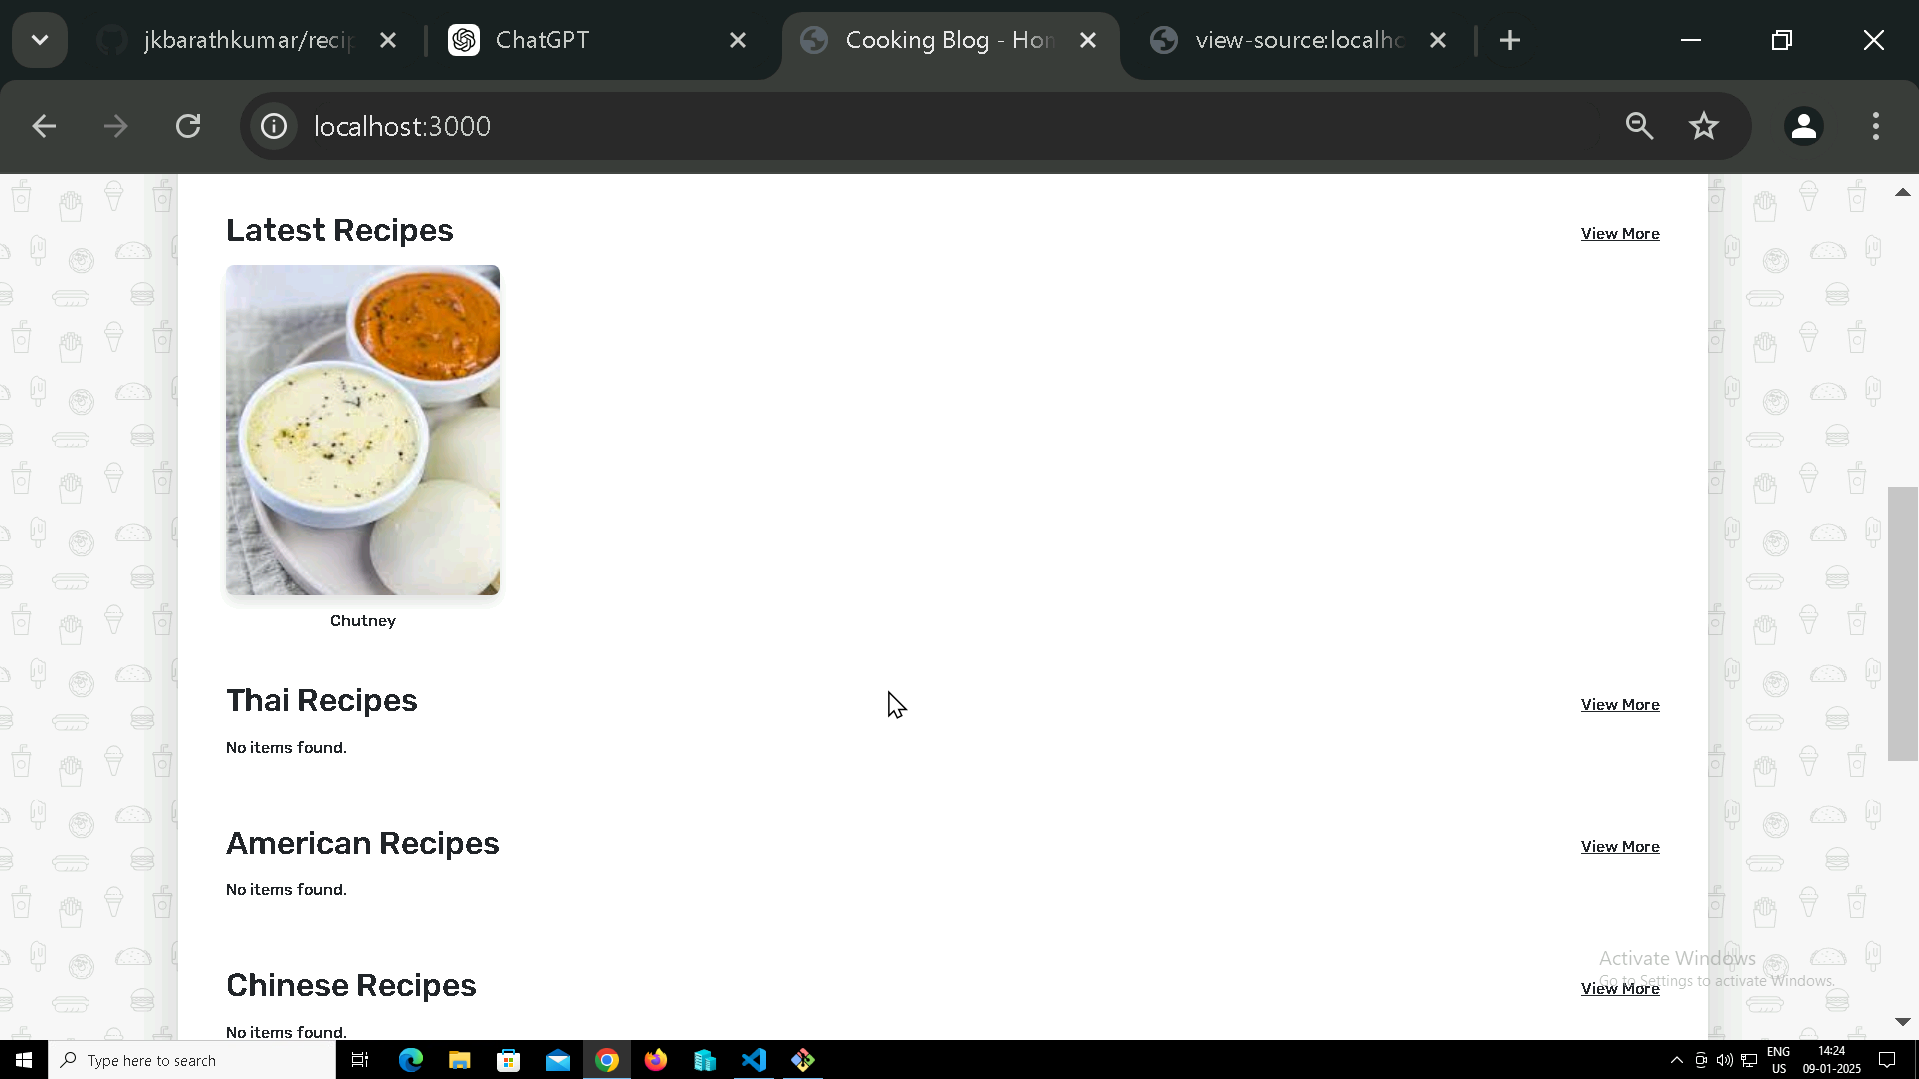 jkbarathkumar/recip
ChatGPT
Cooking Blog - Hom
view-source:localho
localhost:3000
Latest Recipes
View More
Chutney
Thai Recipes
View More
No items found.
American Recipes
View More
No items found.
Activate Windows
Go to Settings to activate Windows.
Chinese Recipes
View More
No items found.
Type here to search
ENG
US
14:24
09-01-2025